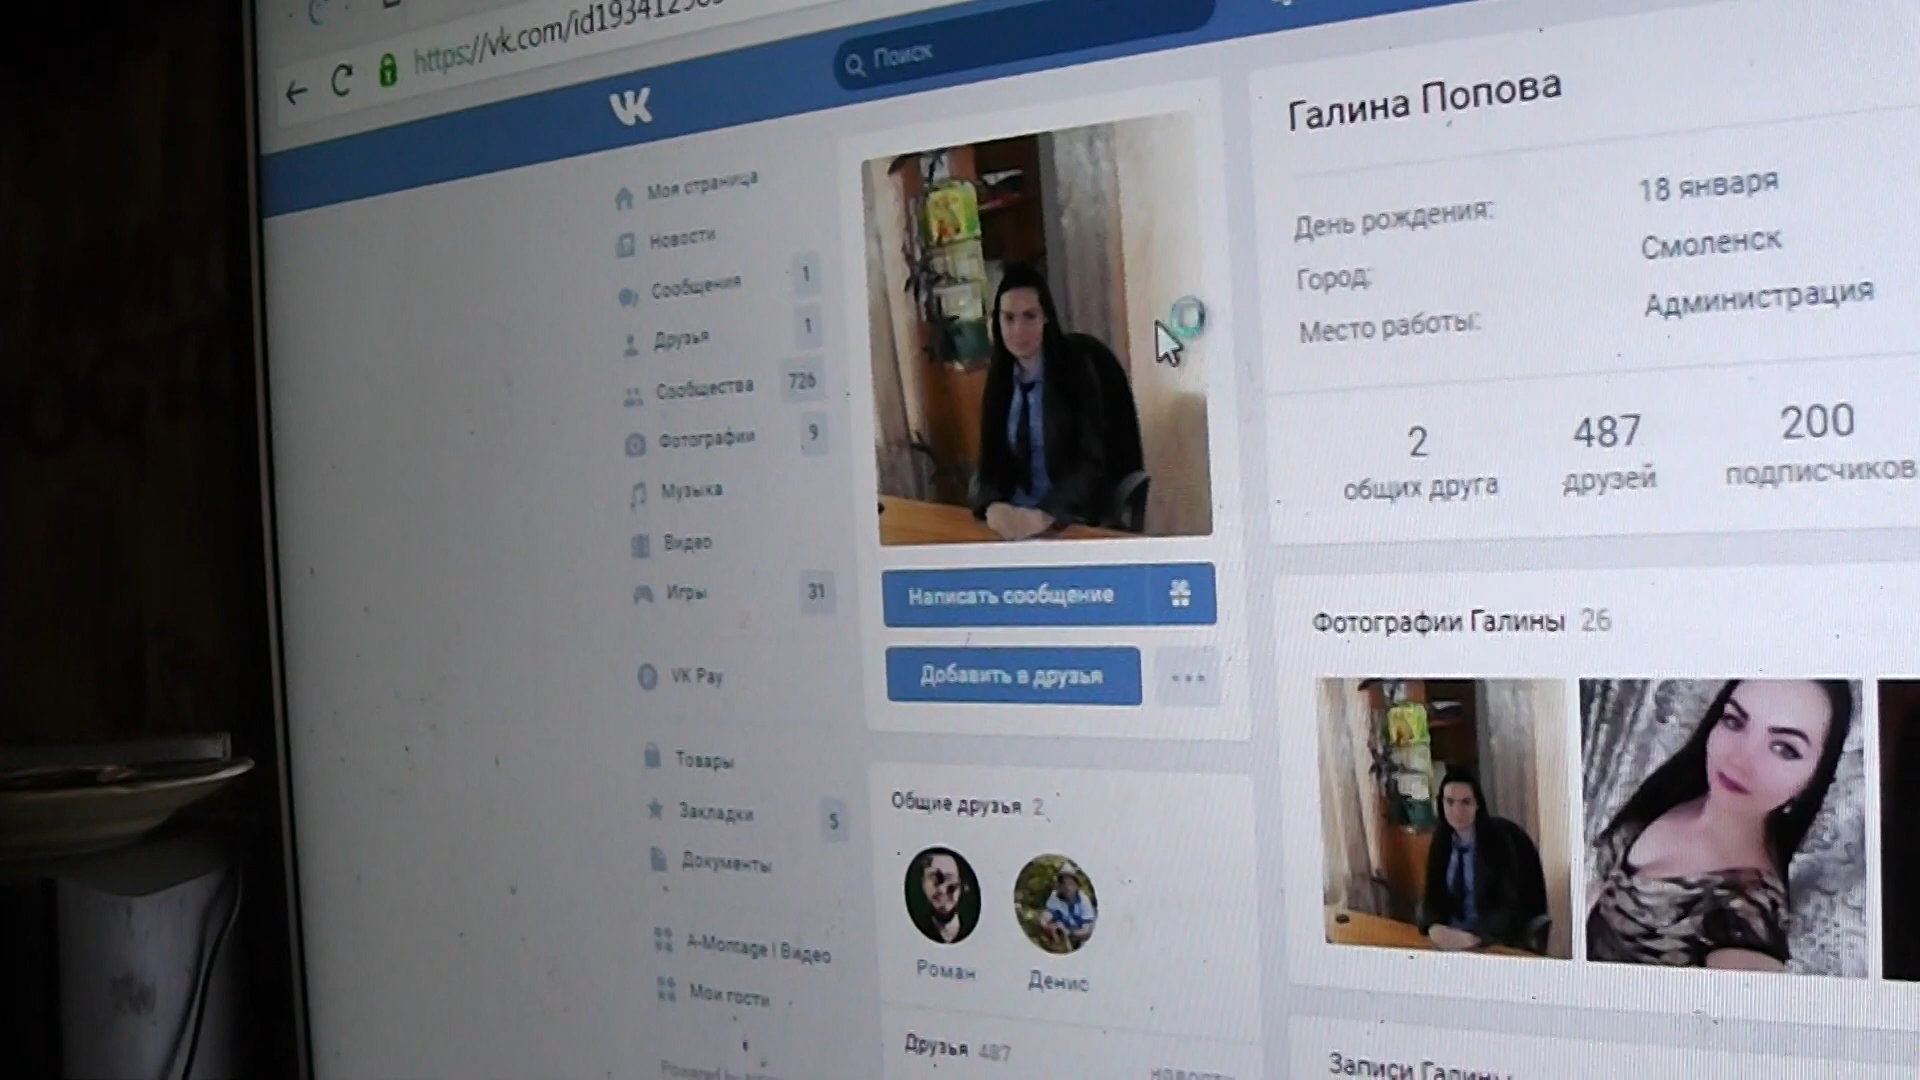 https://vk.com/id193412
Поиск
Моя страница
Новости
Сообщения 1
Друзья 1
Сообщества 726
Фотографии 9
Музыка
Видео
Игры 31
VK Pay
Товары
Закладки 5
Документы
A-Montage | Видео
Мои гости
Написать сообщение
Добавить в друзья
Общие друзья 2
Роман
Денис
Друзья 487
Галина Попова
День рождения: 18 января
Город: Смоленск
Место работы: Администрация
2 общих друга
487 друзей
200 подписчиков
Фотографии Галины 26
Записи Галины